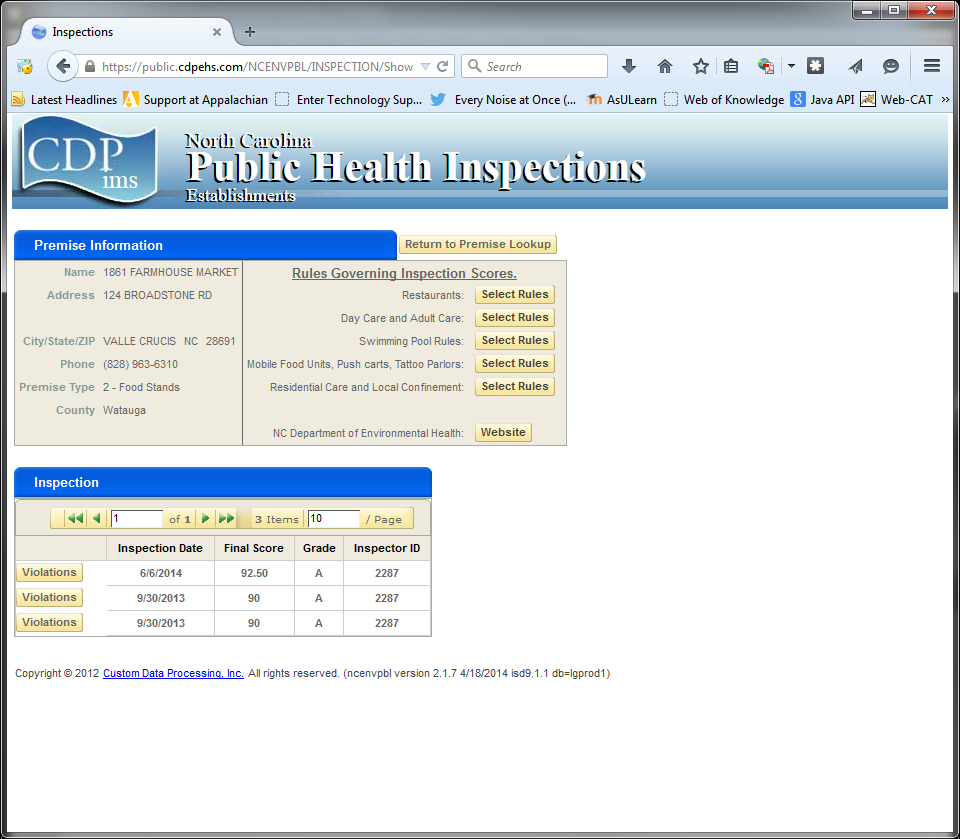 Inspections
https://public.cdpehs.com/NCENVPBL/INSPECTION/Show
Search
Latest Headlines Support at Appalachian Enter Technology Sup... Every Noise at Once (... AsULearn Web of Knowledge Java API Web-CAT »
CDP
ims
North Carolina
Public Health Inspections
Establishments
Premise Information
Return to Premise Lookup
Name 1861 FARMHOUSE MARKET
Address 124 BROADSTONE RD
City/State/ZIP VALLE CRUCIS NC 28691
Phone (828) 963-6310
Premise Type 2 - Food Stands
County Watauga
Rules Governing Inspection Scores.
Restaurants: Select Rules
Day Care and Adult Care: Select Rules
Swimming Pool Rules: Select Rules
Mobile Food Units, Push carts, Tattoo Parlors: Select Rules
Residential Care and Local Confinement: Select Rules
NC Department of Environmental Health: Website
Inspection
1 of 1 3 Items 10 / Page
Inspection Date Final Score Grade Inspector ID
Violations 6/6/2014 92.50 A 2287
Violations 9/30/2013 90 A 2287
Violations 9/30/2013 90 A 2287
Copyright © 2012 Custom Data Processing, Inc. All rights reserved. (ncenvpbl version 2.1.7 4/18/2014 isd9.1.1 db=lgprod1)